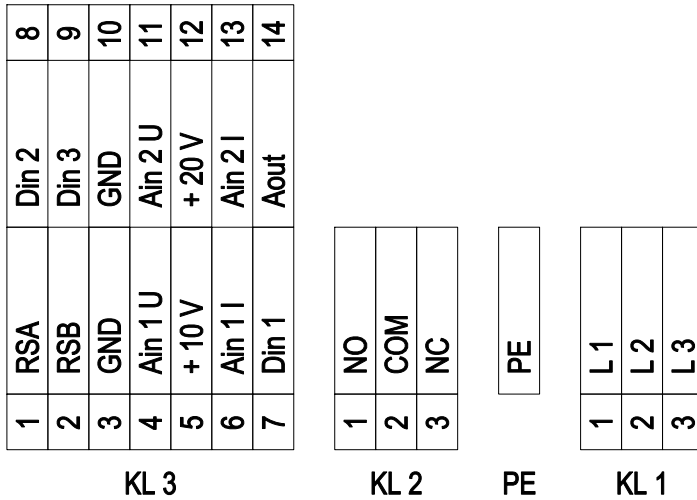 8 9 10 11 12 13 14
Din 2 Din 3 GND Ain 2 U + 20 V Ain 2 I Aout
RSA RSB GND Ain 1 U + 10 V Ain 1 I Din 1
1 2 3 4 5 6 7
KL 3
NO COM NC
1 2 3
KL 2
PE
PE
L 1 L 2 L 3
1 2 3
KL 1